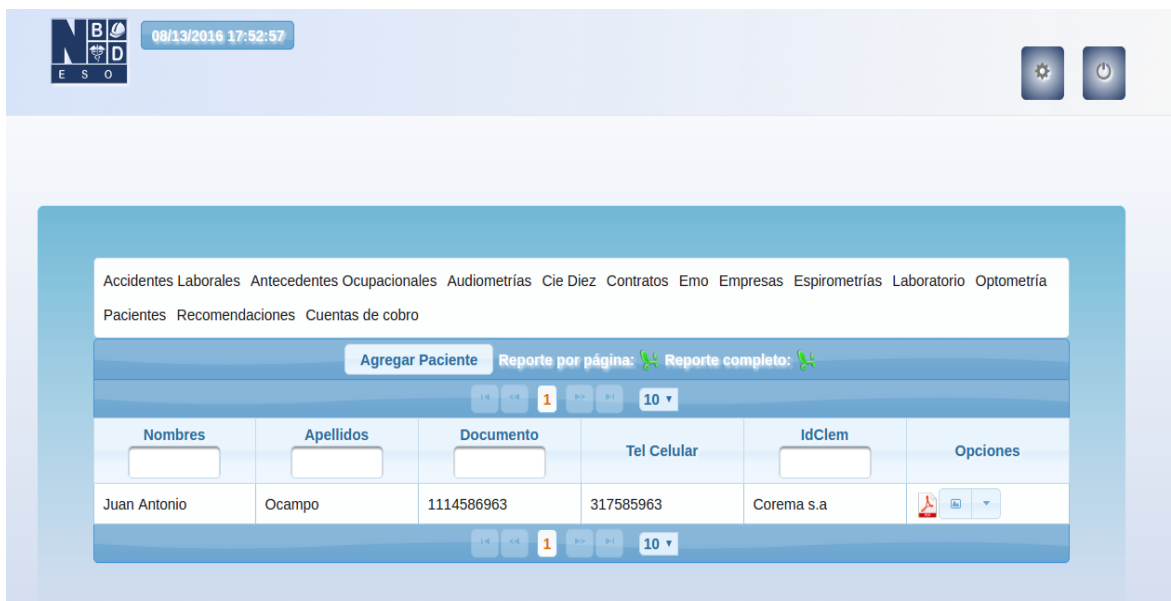 N B D
E S O
08/13/2016 17:52:57
Accidentes Laborales Antecedentes Ocupacionales Audiometrías Cie Diez Contratos Emo Empresas Espirometrías Laboratorio Optometría
Pacientes Recomendaciones Cuentas de cobro
Agregar Paciente Reporte por página: Reporte completo:
1 10
Nombres Apellidos Documento Tel Celular IdClem Opciones
Juan Antonio Ocampo 1114586963 317585963 Corema s.a
1 10